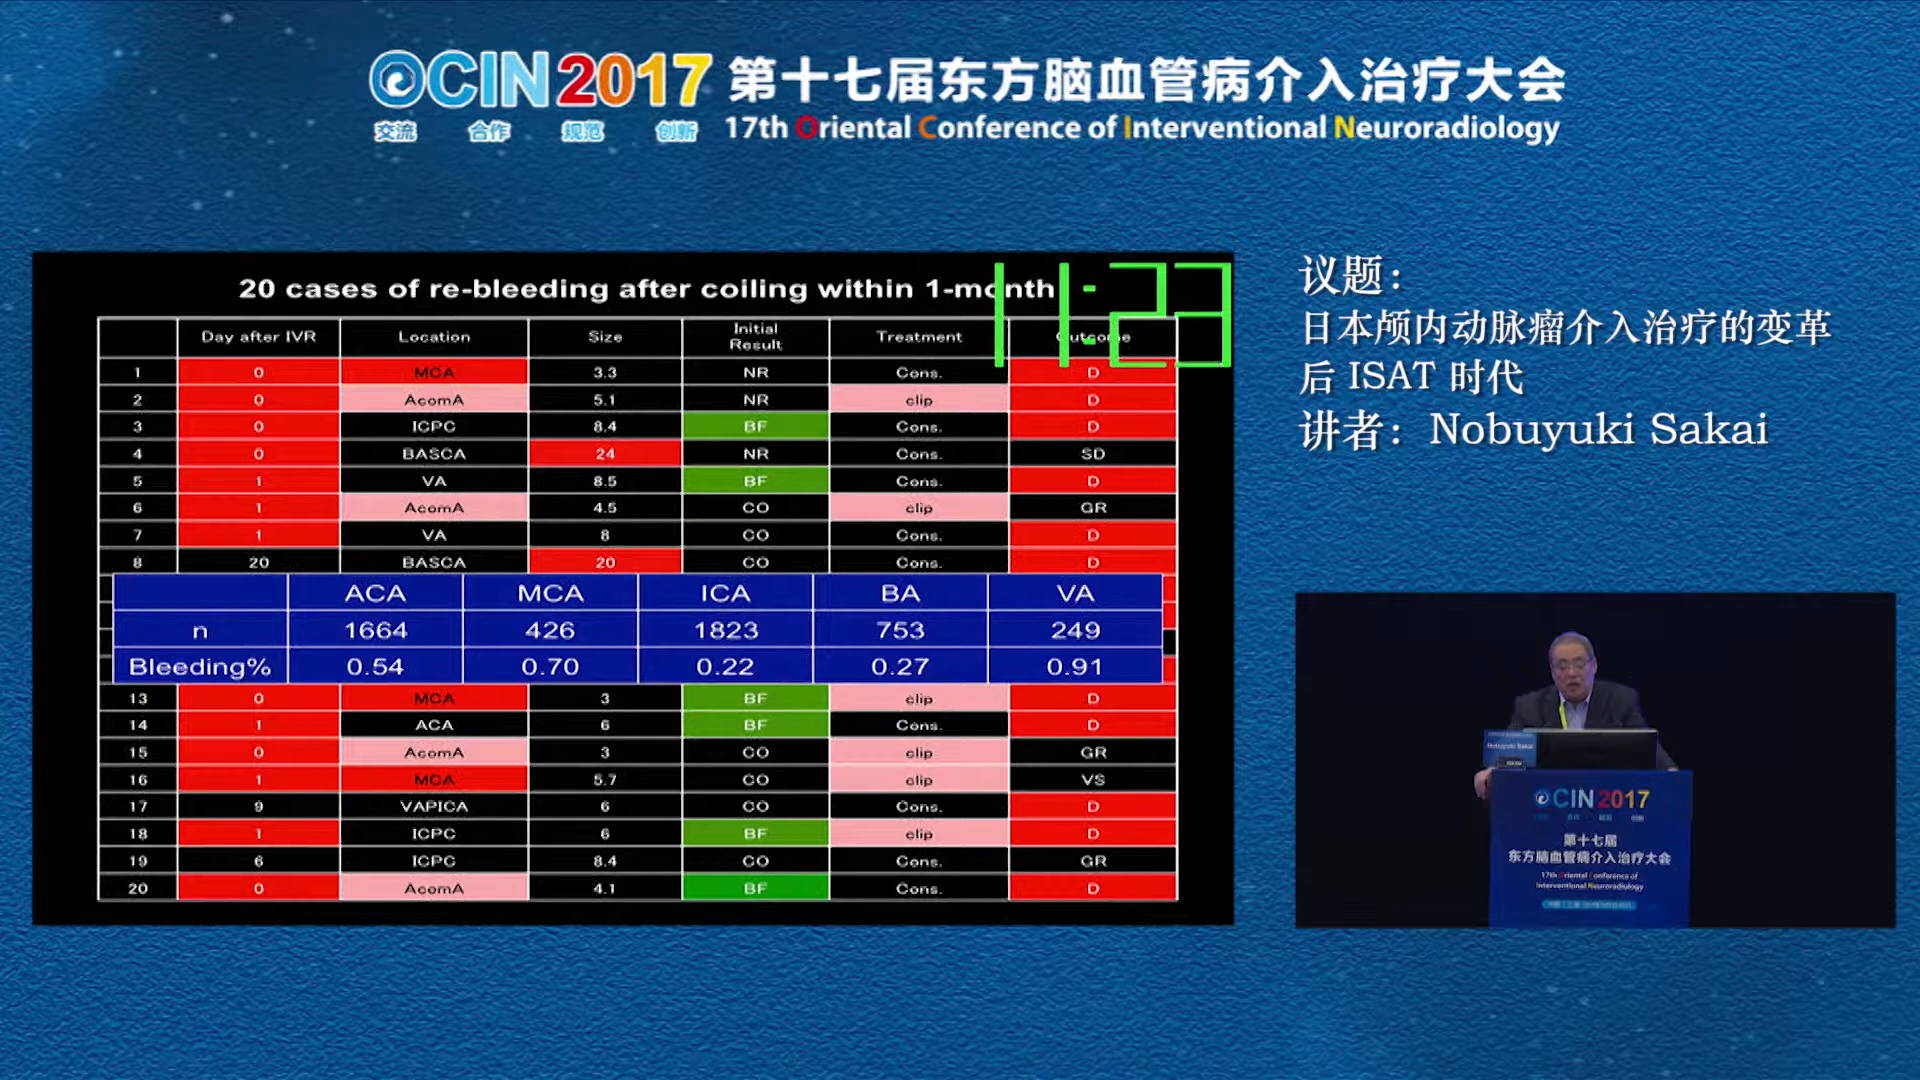 OCIN 2017 第十七届东方脑血管病介入治疗大会
交流 合作 规范 创新 17th Oriental Conference of Interventional Neuroradiology
20 cases of re-bleeding after coiling within 1-month
11:23
Day after IVR Location Size Initial Result Treatment Outcome
1 0 MCA 3.3 NR Cons. D
2 0 AcomA 5.1 NR clip D
3 0 ICPC 8.4 BF Cons. D
4 0 BASCA 24 NR Cons. SD
5 1 VA 8.5 BF Cons. D
6 1 AcomA 4.5 CO clip GR
7 1 VA 8 CO Cons. D
8 20 BASCA 20 CO Cons. D
ACA MCA ICA BA VA
n 1664 426 1823 753 249
Bleeding% 0.54 0.70 0.22 0.27 0.91
13 0 MCA 3 BF clip D
14 1 ACA 6 BF Cons. D
15 0 AcomA 3 CO clip GR
16 1 MCA 5.7 CO clip VS
17 9 VAPICA 6 CO Cons. D
18 1 ICPC 6 BF clip D
19 6 ICPC 8.4 CO Cons. GR
20 0 AcomA 4.1 BF Cons. D
议题：
日本颅内动脉瘤介入治疗的变革
后 ISAT 时代
讲者：Nobuyuki Sakai
Nobuyuki Sakai
OCIN 2017
第十七届
东方脑血管病介入治疗大会
17th Oriental Conference of
Interventional Neuroradiology